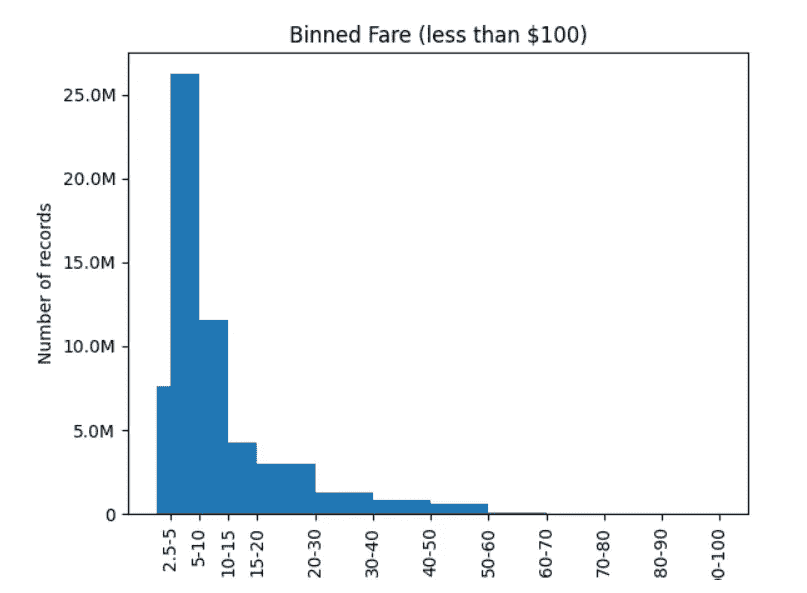 Binned Fare (less than $100)
Number of records
25.0M
20.0M
15.0M
10.0M
5.0M
0
2.5-5
5-10
10-15
15-20
20-30
30-40
40-50
50-60
60-70
70-80
80-90
0-100